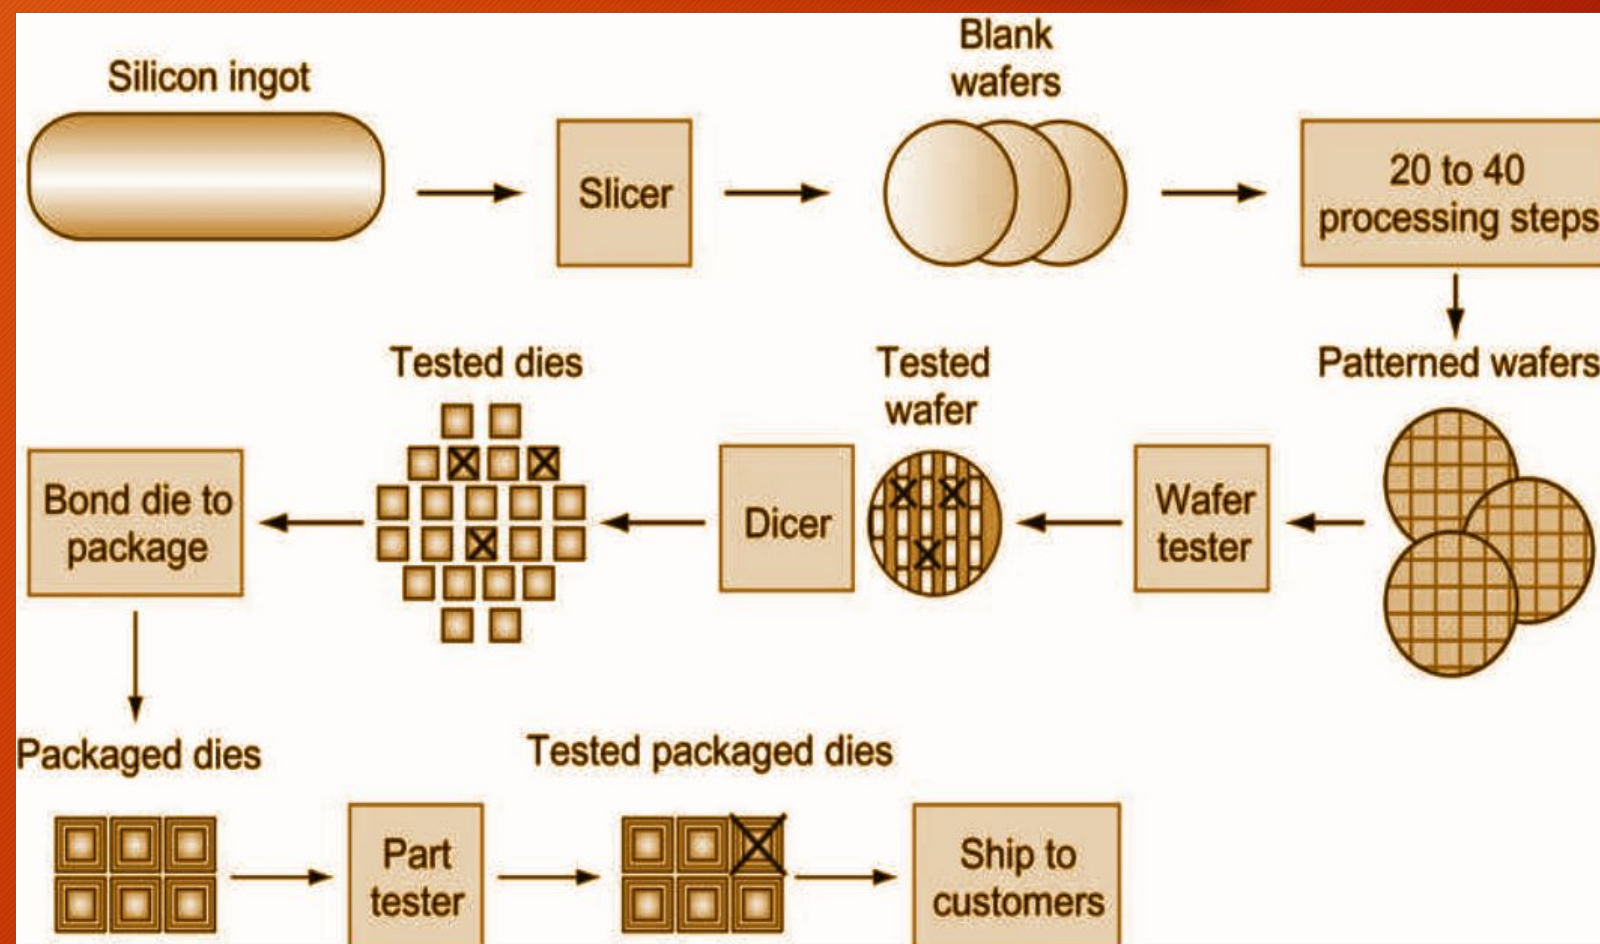 Silicon ingot
Slicer
Blank
wafers
20 to 40
processing steps
Patterned wafers
Wafer
tester
Tested
wafer
Dicer
Tested dies
Bond die to
package
Packaged dies
Part
tester
Tested packaged dies
Ship to
customers